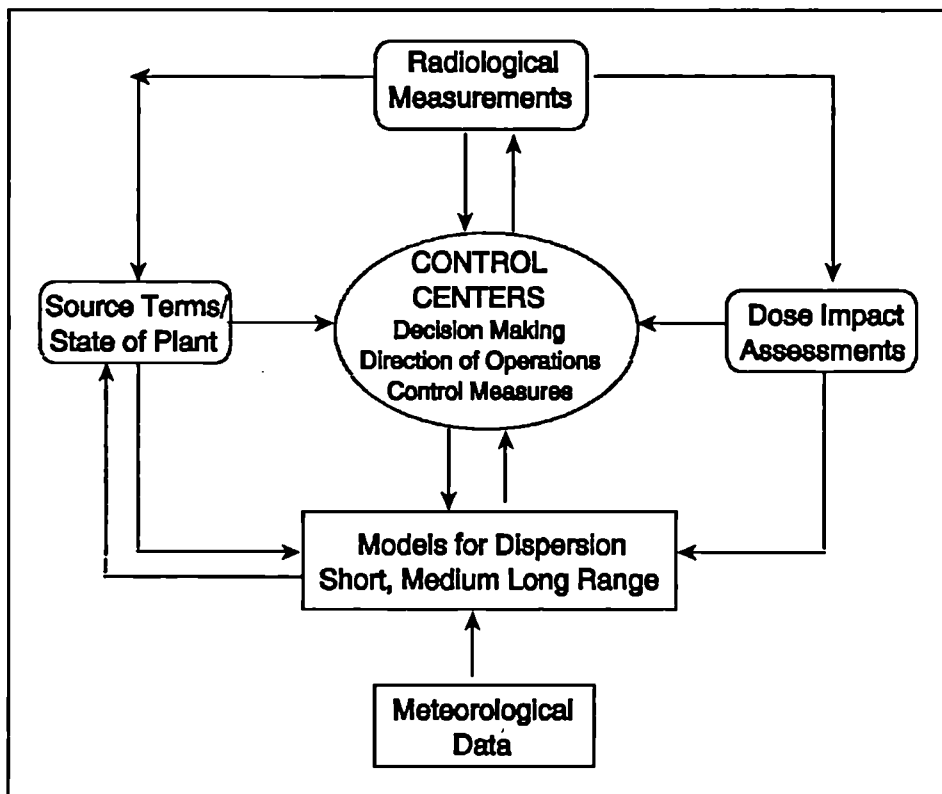 Radiological
Measurements
CONTROL
CENTERS
Decision Making
Direction of Operations
Control Measures
Source Terms/
State of Plant
Dose Impact
Assessments
Models for Dispersion
Short, Medium Long Range
Meteorological
Data